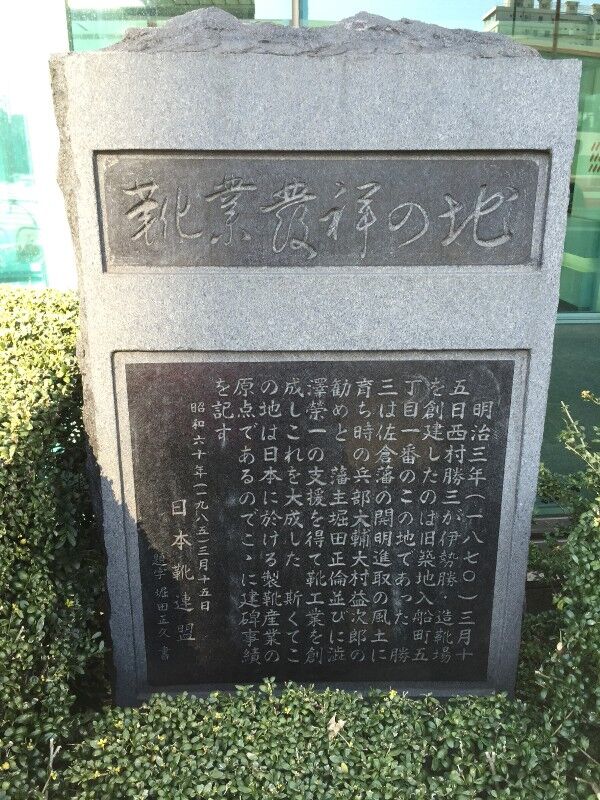 靴業發祥の地
明治三年(一八七〇)三月十
五日西村勝三が伊勢勝・造靴場
を創建したのは旧築地入船町五
丁目一番のこの地であった 勝
三は佐倉藩の開明進取の風土に
育ち時の兵部大輔大村益次郎の
勧めと 藩主堀田正倫並びに澁
澤榮一の支援を得て靴工業を創
成しこれを大成した 斯くてこ
の地は日本に於ける製靴産業の
原点であるのでこゝに建碑事績
を記す
昭和六十年(一九八五)三月十五日
日本靴連盟
題字 堀田正久 書